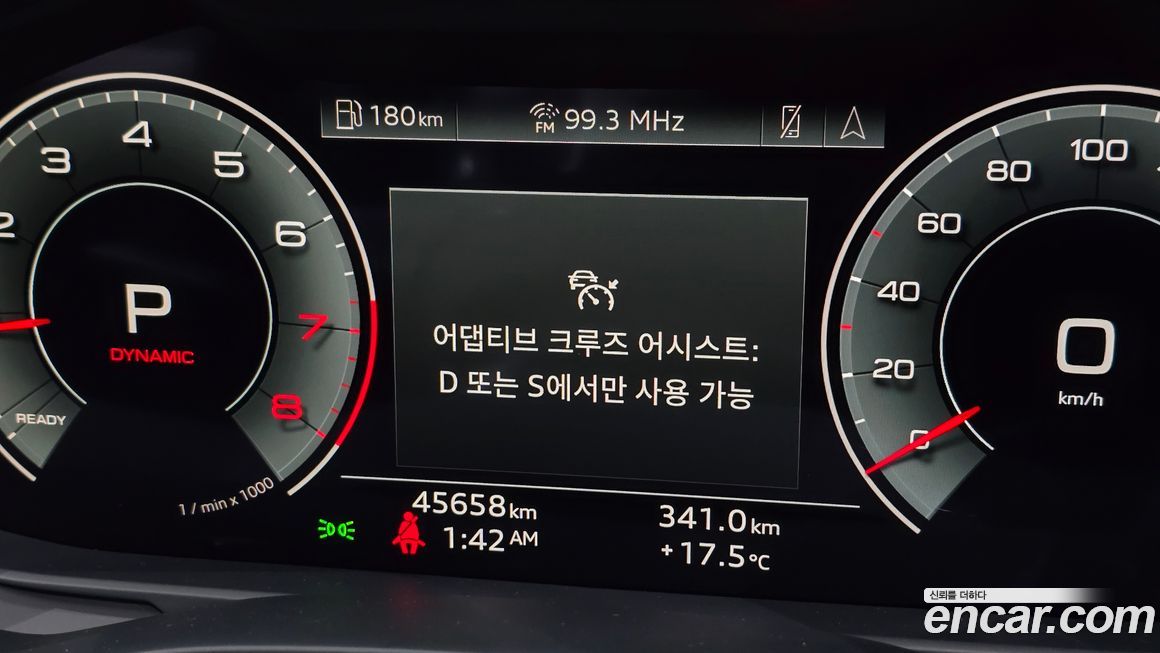 180km
FM 99.3 MHz
2
3
4
5
6
7
8
P
DYNAMIC
READY
1 / min x 1000
어댑티브 크루즈 어시스트:
D 또는 S에서만 사용 가능
0
20
40
60
80
100
0
km/h
45658km
1:42AM
341.0km
+17.5°C
신뢰를 더하다
encar.com